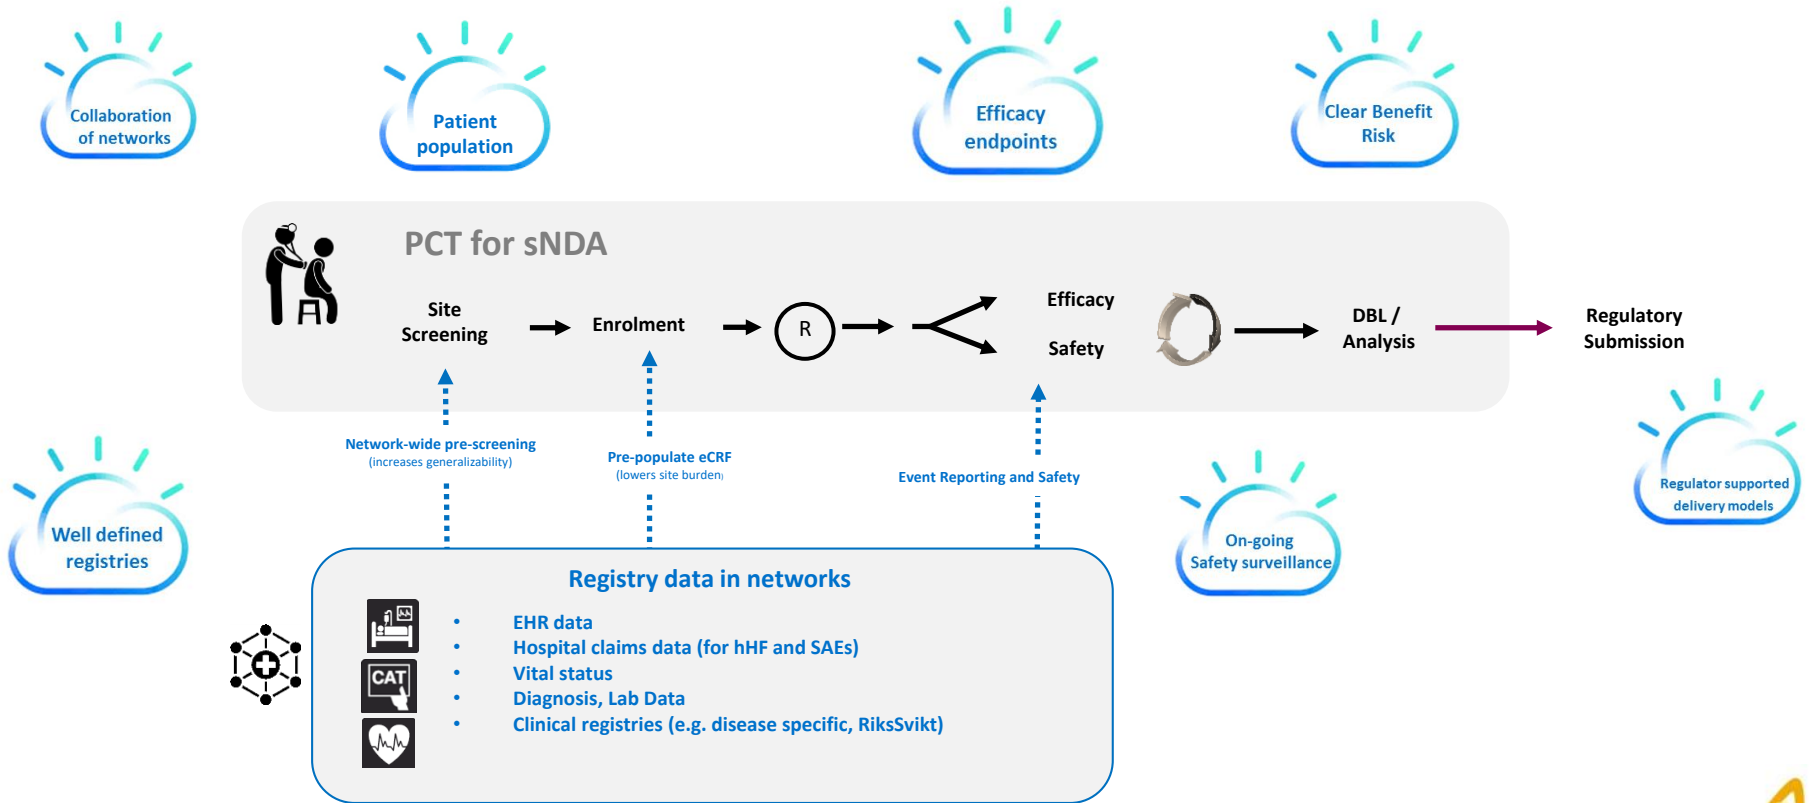 Collaboration
of networks
Patient
population
Efficacy
endpoints
Clear Benefit
Risk
PCT for sNDA
Site
Screening
Enrolment
R
Efficacy
Safety
DBL /
Analysis
Regulatory
Submission
Network-wide pre-screening
(increases generalizability)
Pre-populate eCRF
(lowers site burden)
Event Reporting and Safety
Well defined
registries
On-going
Safety surveillance
Regulator supported
delivery models
Registry data in networks
• EHR data
• Hospital claims data (for hHF and SAEs)
• Vital status
• Diagnosis, Lab Data
• Clinical registries (e.g. disease specific, RiksSvikt)
CAT